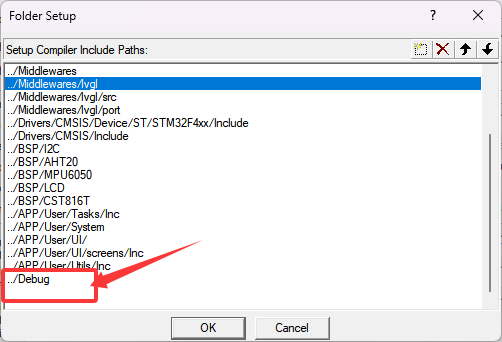 Folder Setup
?
Setup Compiler Include Paths:
../Middlewares
../Middlewares/lvgl
../Middlewares/lvgl/src
../Middlewares/lvgl/port
../Drivers/CMSIS/Device/ST/STM32F4xx/Include
../Drivers/CMSIS/Include
../BSP/I2C
../BSP/AHT20
../BSP/MPU6050
../BSP/LCD
../BSP/CST816T
../APP/User/Tasks/Inc
../APP/User/System
../APP/User/UI/
../APP/User/UI/screens/Inc
../APP/User/Utils/Inc
../Debug
OK
Cancel